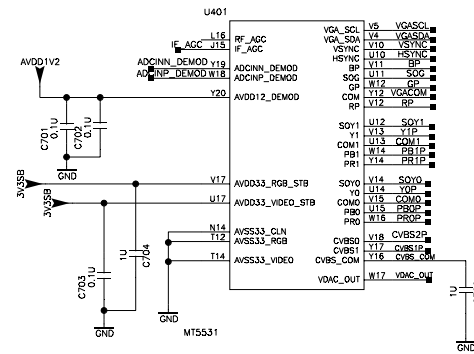 U401
L16 RF_AGC
IF_AGC J15 IF_AGC
AVDD1V2
ADCINN_DEMOD Y19 ADCINN_DEMOD
ADCINP_DEMOD W18 ADCINP_DEMOD
Y20 AVDD12_DEMOD
C701 0.1U
C702 0.1U
GND
3V3SB V17 AVDD33_RGB_STB
3V3SB U17 AVDD33_VIDEO_STB
N14 AVSS33_CLN
T12 AVSS33_RGB
T14 AVSS33_VIDEO
1U C704
C703 0.1U
GND
GND
MT5531
VGA_SCL V5 VGASCL
VGA_SDA V4 VGASDA
VSYNC V10 VSYNC
HSYNC U10 HSYNC
BP V11 BP
SOG U11 SOG
GP W12 GP
COM Y12 VGACOM
RP V12 RP
SOY1 U12 SOY1
Y1 V13 Y1P
COM1 U13 COM1
PB1 W14 PB1P
PR1 Y14 PR1P
SOY0 V14 SOY0
Y0 U14 Y0P
COM0 V15 COM0
PB0 U15 PB0P
PR0 W16 PR0P
CVBS0 V18 CVBS2P
CVBS1 Y17 CVBS1P
CVBS_COM Y16 CVBS_COM
VDAC_OUT W17 VDAC_OUT
1U
GND